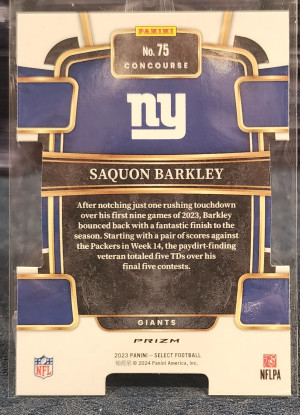 PANINI
No. 75
CONCOURSE
ny
SAQUON BARKLEY
After notching just one rushing touchdown
over his first nine games of 2023, Barkley
bounced back with a fantastic finish to the
season. Starting with a pair of scores against
the Packers in Week 14, the paydirt-finding
veteran totaled five TDs over his
final five contests.
GIANTS
PRIZM
2023 PANINI – SELECT FOOTBALL
© 2024 Panini America, Inc.
NFL
NFLPA